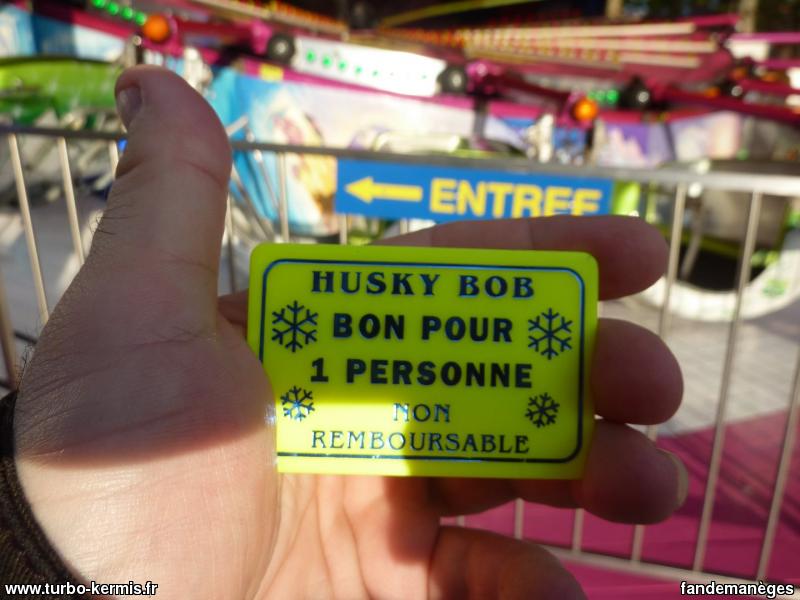 ENTREE
HUSKY BOB
BON POUR
1 PERSONNE
NON
REMBOURSABLE
www.turbo-kermis.fr
fandemanèges